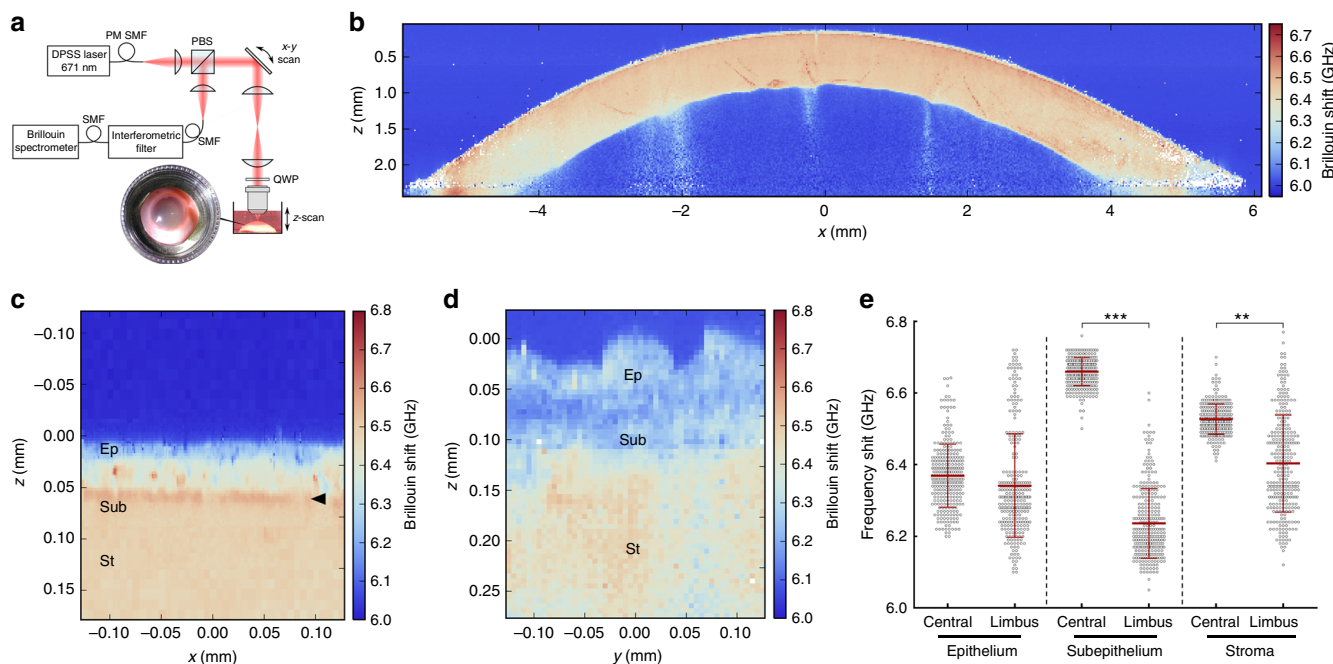 a
PM SMF
DPSS laser
671 nm
PBS
x-y
scan
SMF
Brillouin
spectrometer
Interferometric
filter
SMF
QWP
z-scan
b
0.5
1.0
1.5
2.0
z (mm)
−4
−2
0
2
4
6
x (mm)
6.7
6.6
6.5
6.4
6.3
6.2
6.1
6.0
Brillouin shift (GHz)
c
−0.10
−0.05
0.00
0.05
0.10
0.15
z (mm)
Ep
Sub
St
−0.10
−0.05
0.00
0.05
0.10
x (mm)
6.8
6.7
6.6
6.5
6.4
6.3
6.2
6.1
6.0
Brillouin shift (GHz)
d
0.00
0.05
0.10
0.15
0.20
0.25
z (mm)
Ep
Sub
St
−0.10
−0.05
0.00
0.05
0.10
y (mm)
6.8
6.7
6.6
6.5
6.4
6.3
6.2
6.1
6.0
Brillouin shift (GHz)
e
6.8
6.6
6.4
6.2
6.0
Frequency shift (GHz)
***
**
Central Limbus Central Limbus Central Limbus
Epithelium Subepithelium Stroma